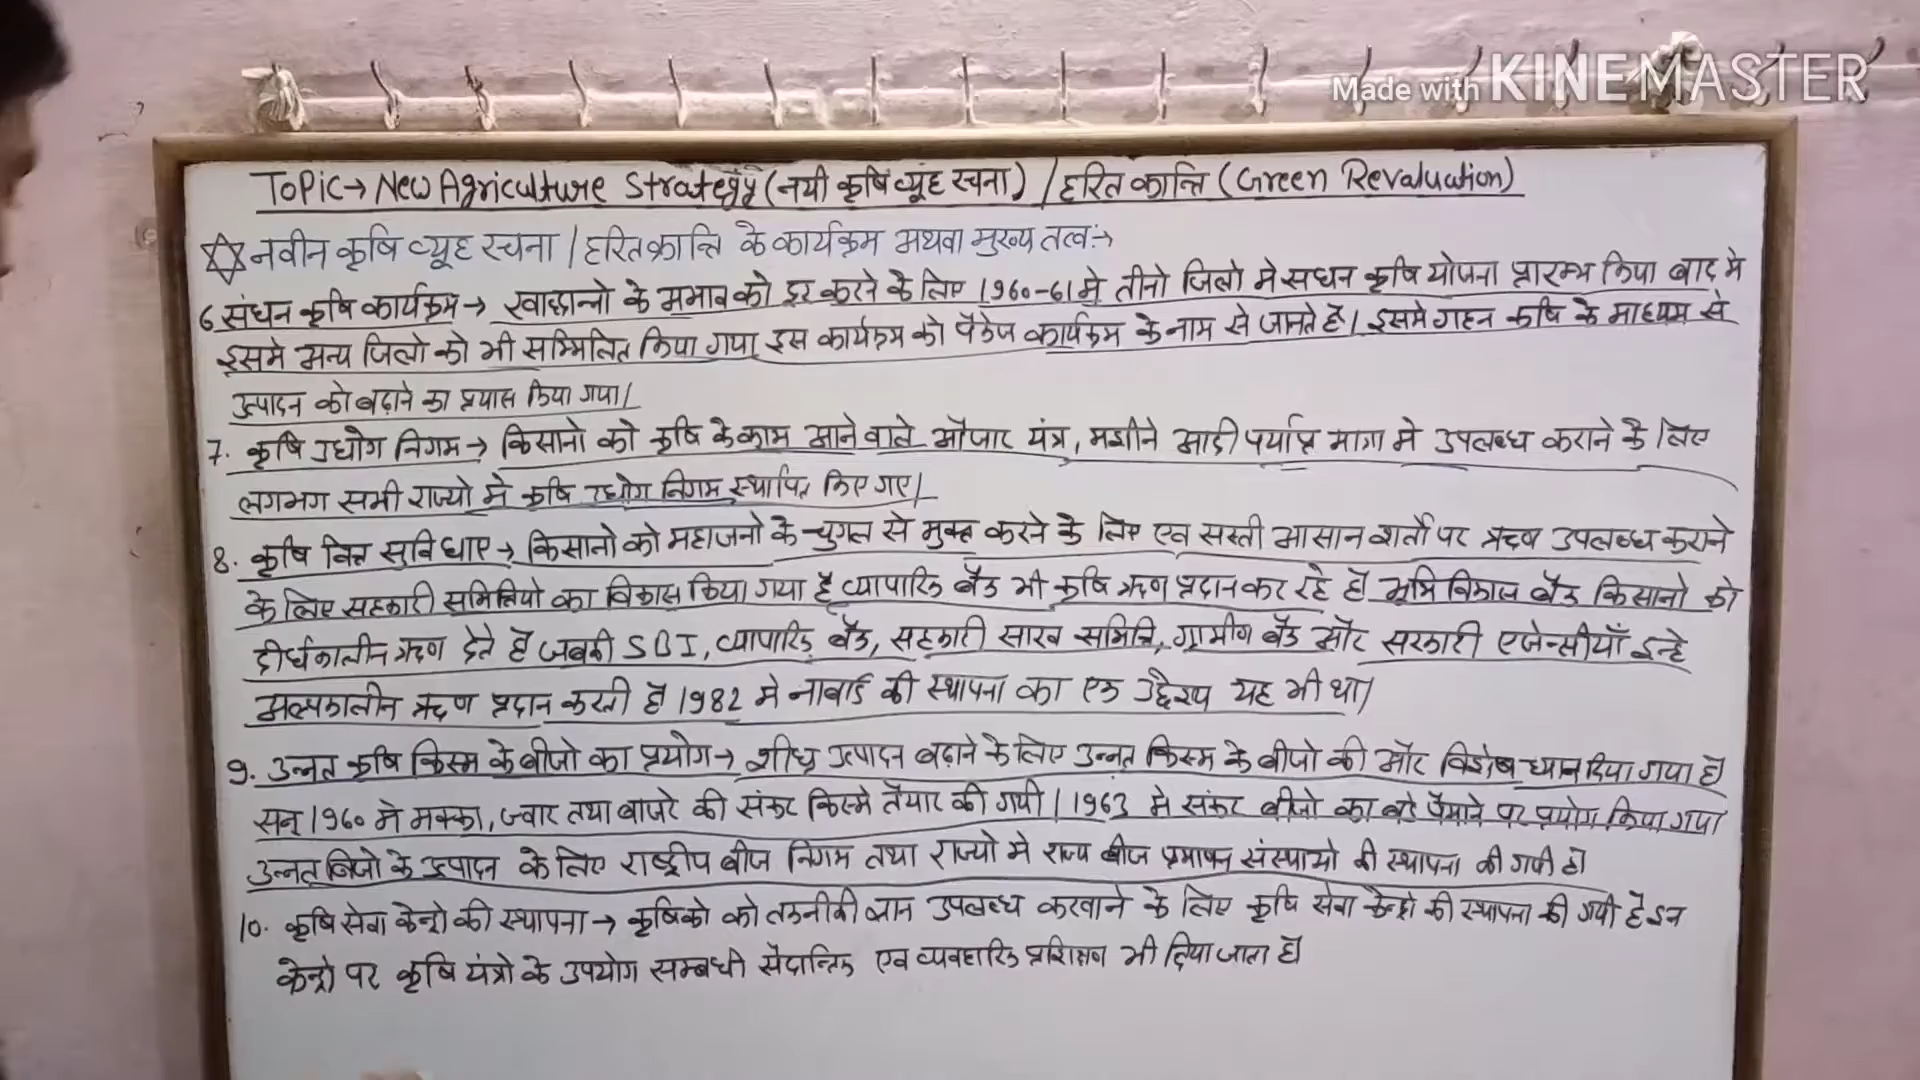 Made with KINEMASTER
TOPIC→ New Agriculture Strategy (नयी कृषि व्यूह रचना) / हरित क्रान्ति (Green Revaluation)
नवीन कृषि व्यूह रचना / हरित क्रान्ति के कार्यक्रम अथवा मुख्य तत्व:→
6 संघन कृषि कार्यक्रम → खाद्यान्नो के अभाव को दूर करने के लिए 1960-61 मे तीनो जिलो मे सघन कृषि योजना प्रारम्भ किया बाद मे
इसमे अन्य जिलो को भी सम्मिलित किया गया इस कार्यक्रम को पैकेज कार्यक्रम के नाम से जानते है। इसमे गहन कृषि के माध्यम से
उत्पादन को बढाने का प्रयास किया गया।
7. कृषि उधोग निगम → किसानो को कृषि के काम आने वाले औजार यंत्र, मशीने आदी पर्याप्त मात्रा मे उपलब्ध कराने के लिए
लगभग सभी राज्यो मे कृषि उधोग निगम स्थापित किए गए।
8. कृषि वित्त सुविधाए → किसानो को महाजनो के चुगल से मुक्त करने के लिए एव सस्ती आसान शर्तो पर ऋण उपलब्ध कराने
के लिए सहकारी समितियो का विकास किया गया है व्यापारिक बैंक भी कृषि ऋण प्रदान कर रहे है भूमि विकास बैंक किसानो को
दीर्घकालीन ऋण देते है जबकी SBI, व्यापारिक बैंक, सहकारी साख समिति, ग्रामीण बैंक और सरकारी एजेन्सीयाँ इन्हे
अल्पकालीन ऋण प्रदान करती है 1982 मे नाबार्ड की स्थापना का एक उद्देश्य यह भी था।
9. उन्नत कृषि किस्म के बीजो का प्रयोग → शीघ्र उत्पादन बढाने के लिए उन्नत किस्म के बीजो की और विशेष ध्यान दिया गया है
सन् 1960 मे मक्का, ज्वार तथा बाजरे की संकर किस्मे तैयार की गयी। 1963 मे संकर बीजो का बडे पैमाने पर प्रयोग किया गया
उन्नत बिजो के उत्पादन के लिए राष्ट्रीय बीज निगम तथा राज्यो मे राज्य बीज प्रमापन संस्थाओ की स्थापना की गयी है।
10. कृषि सेवा केन्द्रो की स्थापना → कृषिको को तकनीकी ज्ञान उपलब्ध करवाने के लिए कृषि सेवा केन्द्रो की स्थापना की गयी है इन
केन्द्रो पर कृषि यंत्रो के उपयोग सम्बधी सैदान्तिक एव व्यवहारिक प्रशिक्षण भी दिया जाता है।